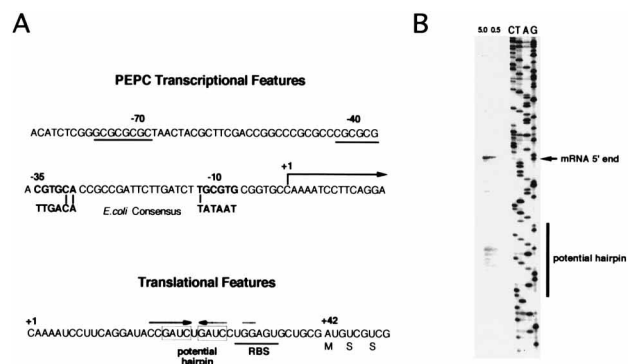 A
B
PEPC Transcriptional Features
-70
-40
ACATCTCGGGCGCGCGCTAACTACGCTTCGACCGGCCCGCGCCCGCGCG
-35
-10
+1
A CGTGCA CCGCCGATTCTTGATCT TGCGTG CGGTGCCAAAATCCTTCAGGA
TTGACA
E.coli Consensus
TATAAT
Translational Features
+1
+42
CAAAAUCCUUCAGGAUACCGAUCUGAUCCUGGAGUGCUGCG AUGUCGUCG
potential
hairpin
RBS
M S S
5.0 0.5 CTAG
mRNA 5' end
potential hairpin